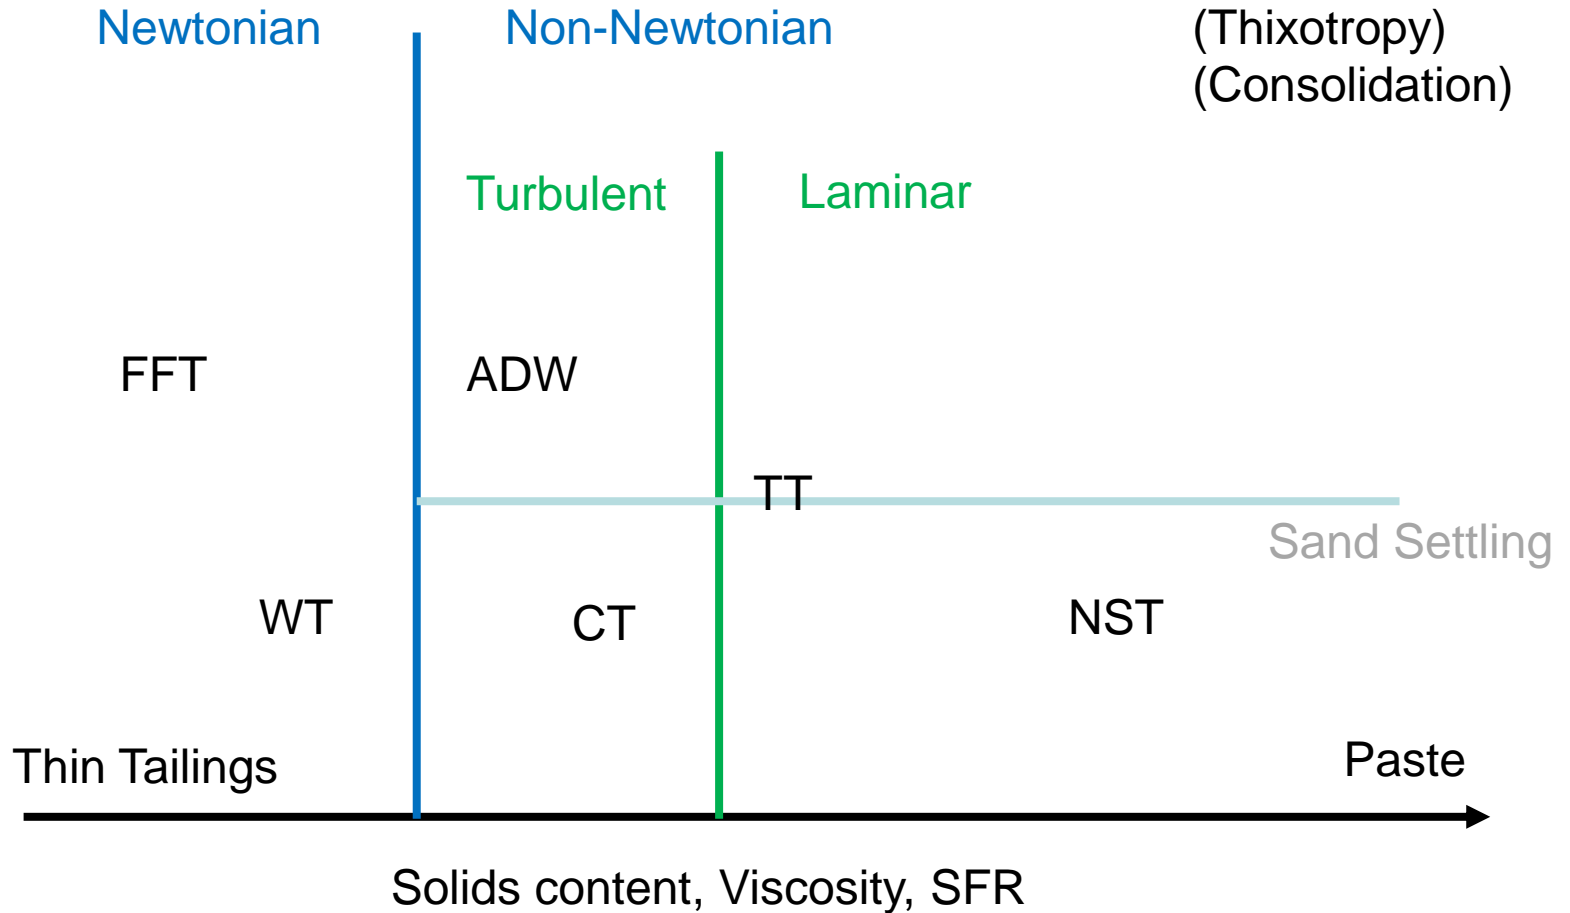 Newtonian
Non-Newtonian
(Thixotropy)
(Consolidation)
Turbulent
Laminar
FFT
ADW
TT
Sand Settling
WT
CT
NST
Thin Tailings
Paste
Solids content, Viscosity, SFR